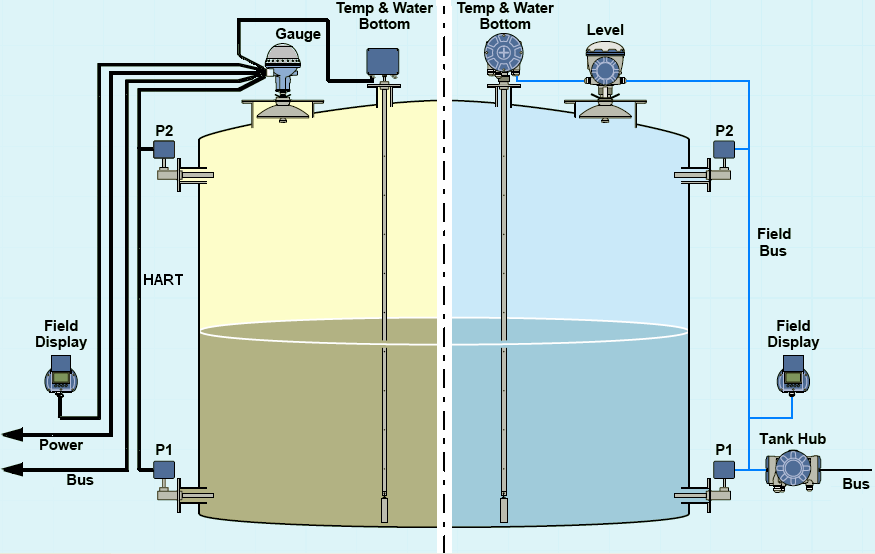 Temp & Water
Bottom
Gauge
P2
HART
Field
Display
Power
P1
Bus
Temp & Water
Bottom
Level
P2
Field
Bus
Field
Display
P1
Tank Hub
Bus